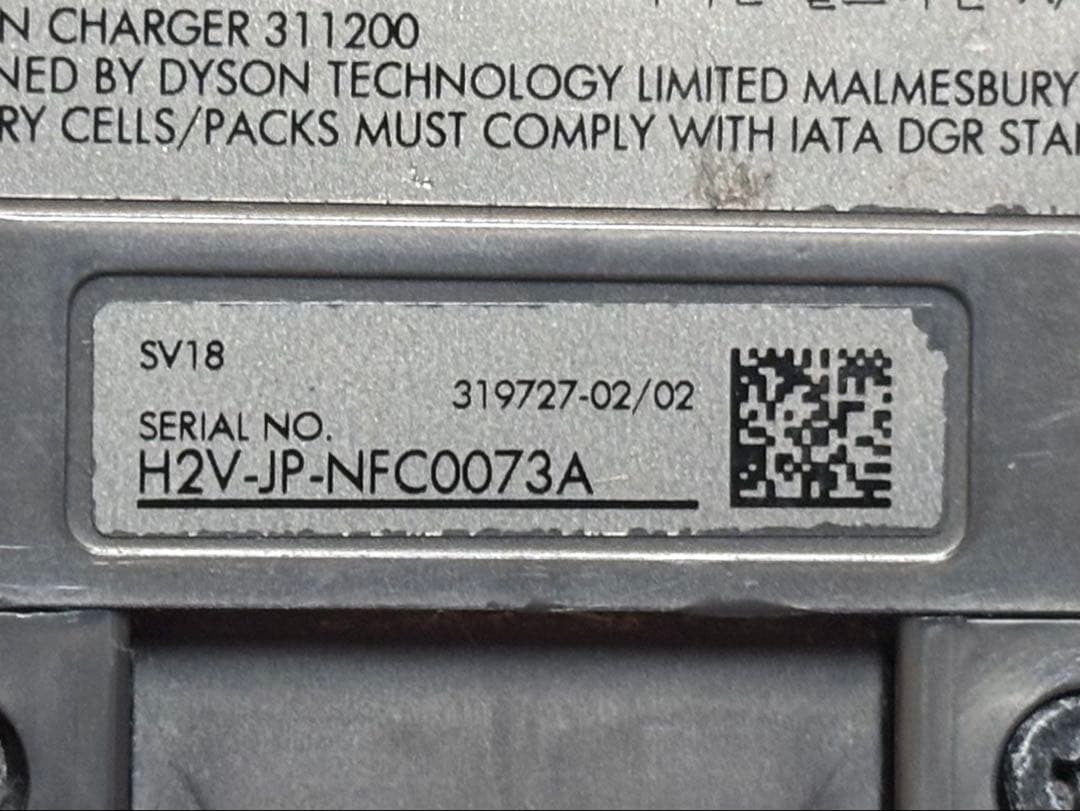 N CHARGER 311200
NED BY DYSON TECHNOLOGY LIMITED MALMESBURY
RY CELLS/PACKS MUST COMPLY WITH IATA DGR STA
SV18
319727-02/02
SERIAL NO.
H2V-JP-NFC0073A